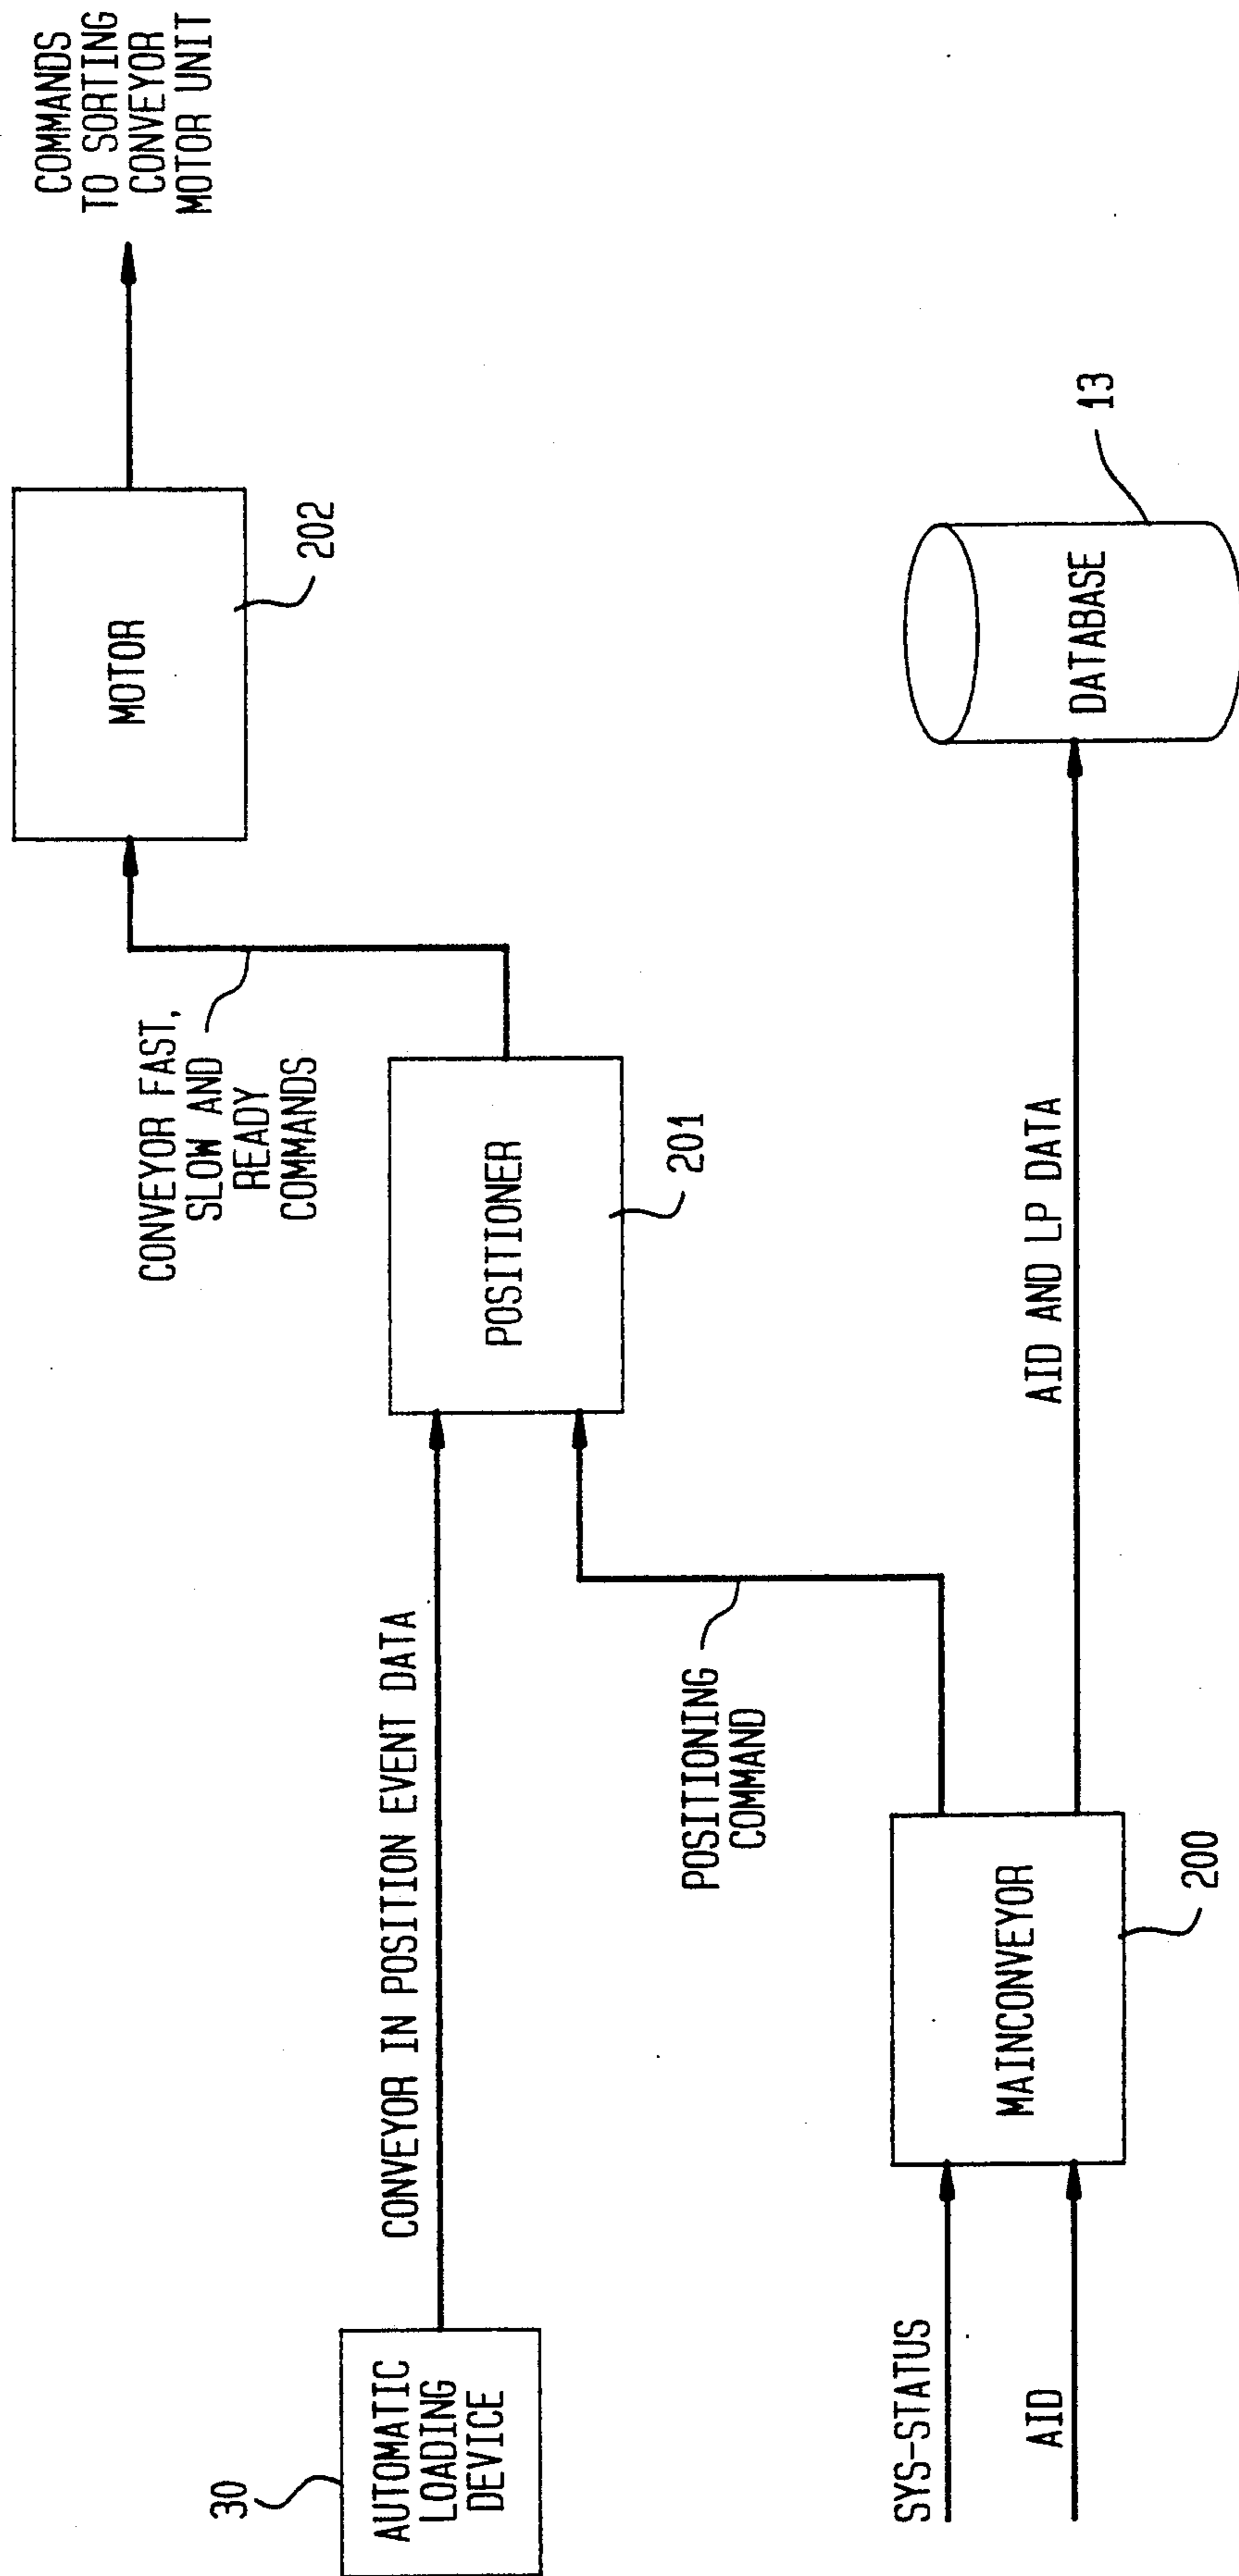 COMMANDS
TO SORTING
CONVEYOR
MOTOR UNIT
MOTOR
202
CONVEYOR FAST,
SLOW AND
READY
COMMANDS
POSITIONER
201
CONVEYOR IN POSITION EVENT DATA
30
AUTOMATIC
LOADING
DEVICE
POSITIONING
COMMAND
SYS-STATUS
AID
MAINCONVEYOR
200
AID AND LP DATA
DATABASE
13